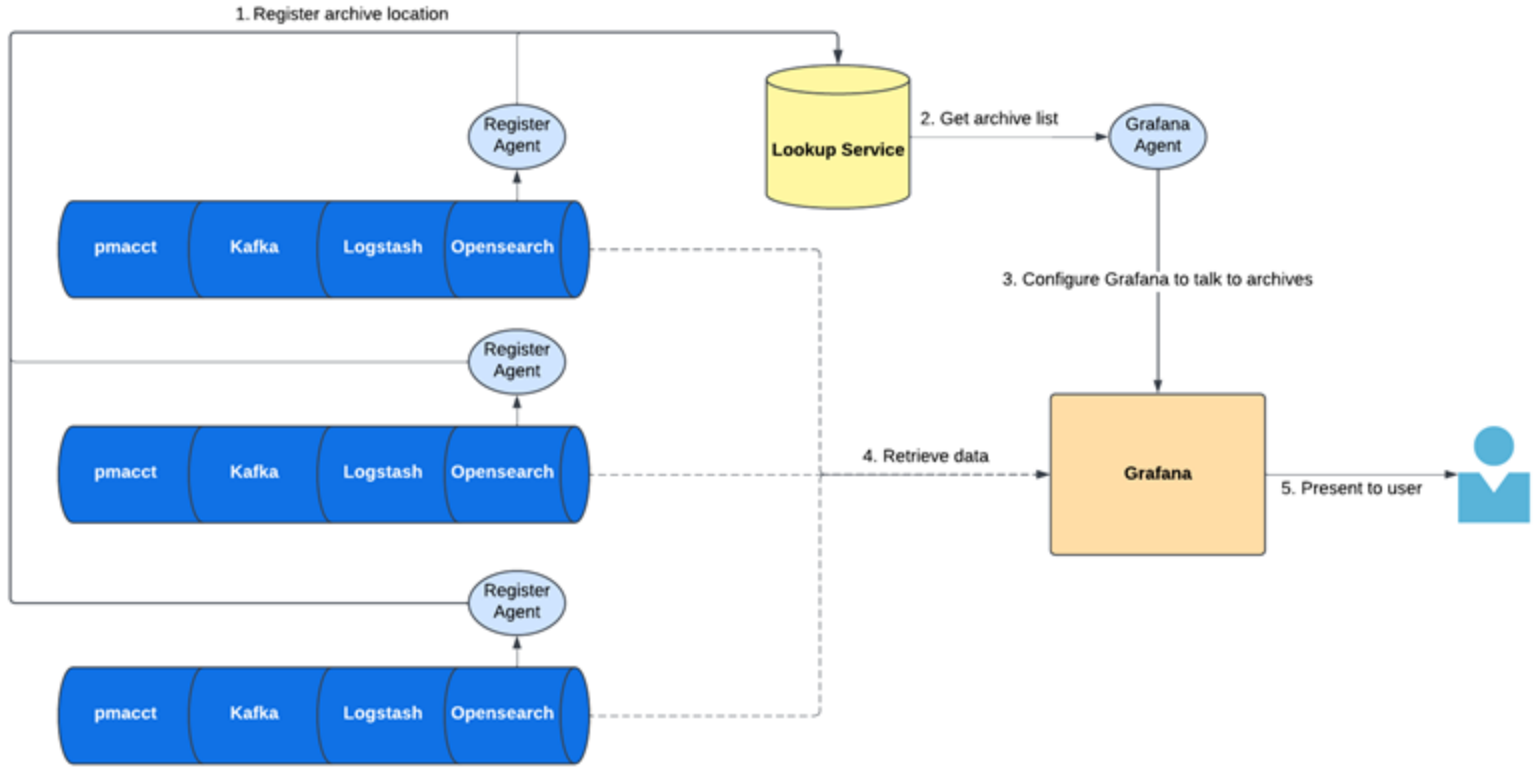 1. Register archive location
Register
Agent
Lookup Service
2. Get archive list
Grafana
Agent
pmacct
Kafka
Logstash
Opensearch
3. Configure Grafana to talk to archives
Register
Agent
pmacct
Kafka
Logstash
Opensearch
4. Retrieve data
Grafana
5. Present to user
Register
Agent
pmacct
Kafka
Logstash
Opensearch